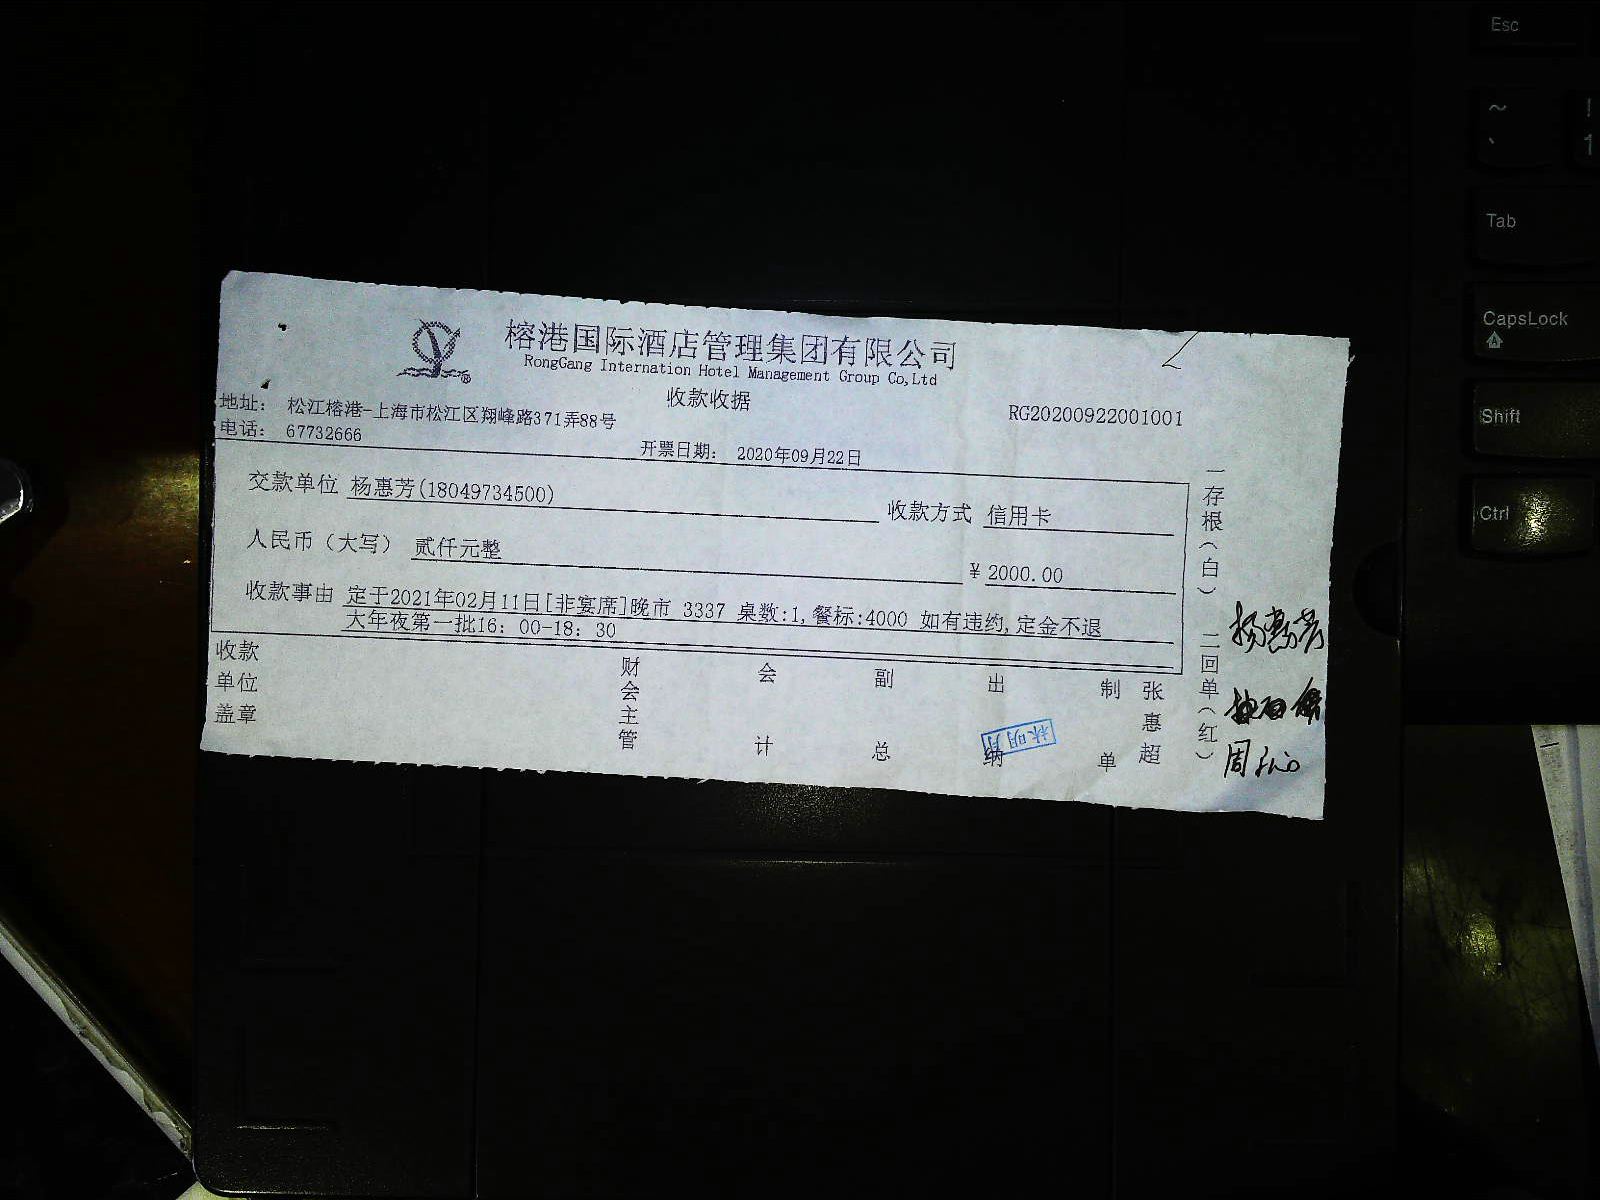 榕港国际酒店管理集团有限公司
RongGang Internation Hotel Management Group Co,Ltd
收款收据
RG20200922001001
地址： 松江榕港-上海市松江区翔峰路371弄88号
电话： 67732666
开票日期： 2020年09月22日
交款单位 杨惠芳(18049734500)
收款方式 信用卡
人民币（大写） 贰仟元整
¥ 2000.00
收款事由 定于2021年02月11日[非宴席]晚市 3337 桌数:1,餐标:4000 如有违约,定金不退
大年夜第一批16：00-18：30
收款单位盖章
财会主管
会计
副总
出纳
林明月
制单
张惠超
一存根（白） 二回单（红）
杨惠芳
周
Esc
~
、
!
1
Tab
CapsLock
Shift
Ctrl